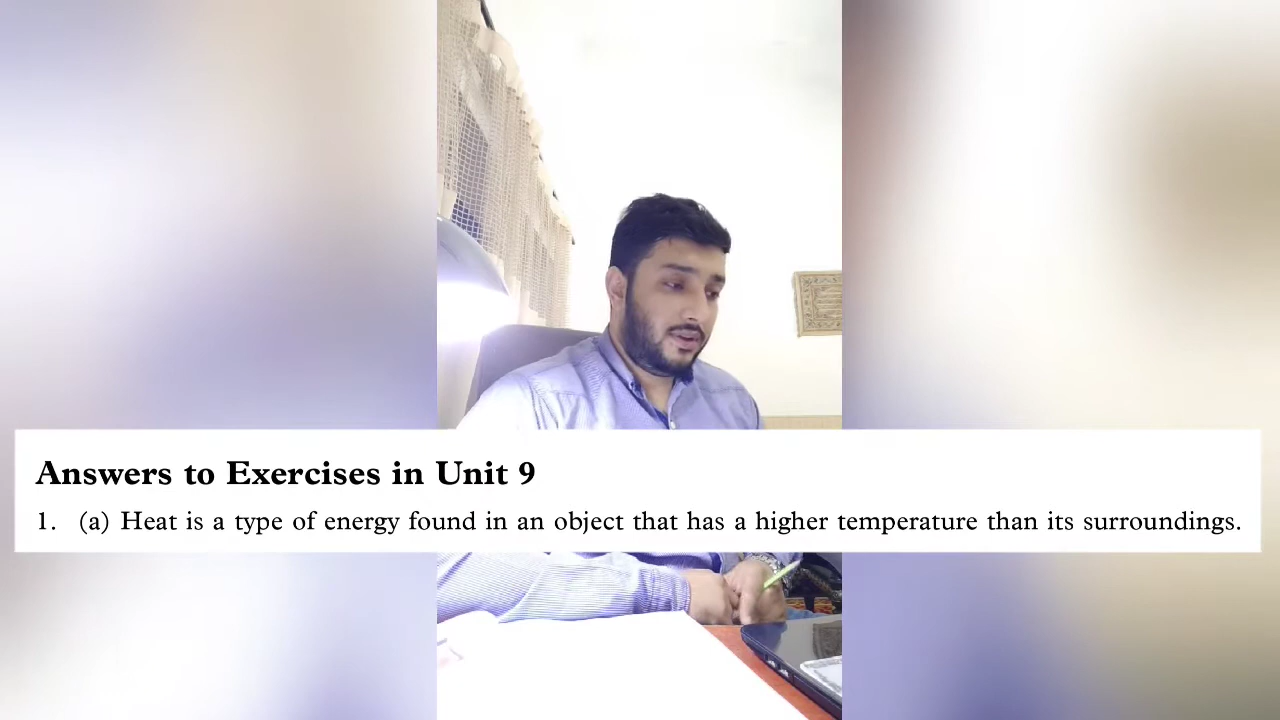 Answers to Exercises in Unit 9
1. (a) Heat is a type of energy found in an object that has a higher temperature than its surroundings.